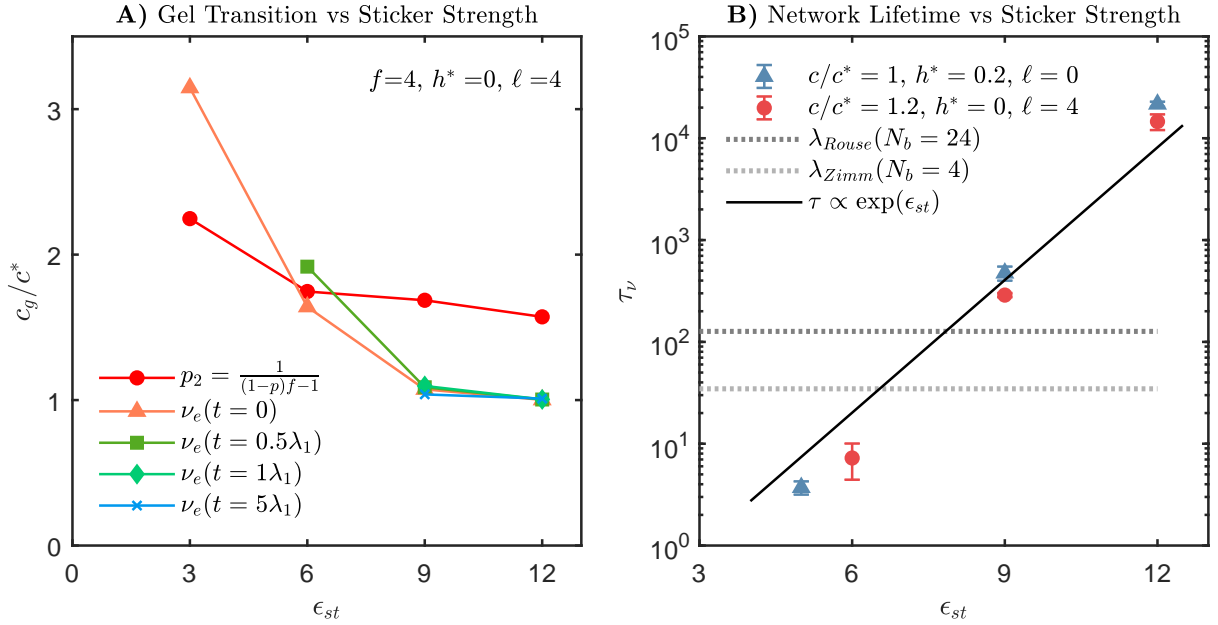 A) Gel Transition vs Sticker Strength
f=4, h* =0, ℓ =4
3
2
1
0
c_g/c*
p_2 = 1/((1−p)f−1)
ν_e(t = 0)
ν_e(t = 0.5λ_1)
ν_e(t = 1λ_1)
ν_e(t = 5λ_1)
0 3 6 9 12
ϵ_st
B) Network Lifetime vs Sticker Strength
10^5
10^4
10^3
10^2
10^1
10^0
τ_ν
c/c* = 1, h* = 0.2, ℓ = 0
c/c* = 1.2, h* = 0, ℓ = 4
λ_Rouse(N_b = 24)
λ_Zimm(N_b = 4)
τ ∝ exp(ϵ_st)
3 6 9 12
ϵ_st